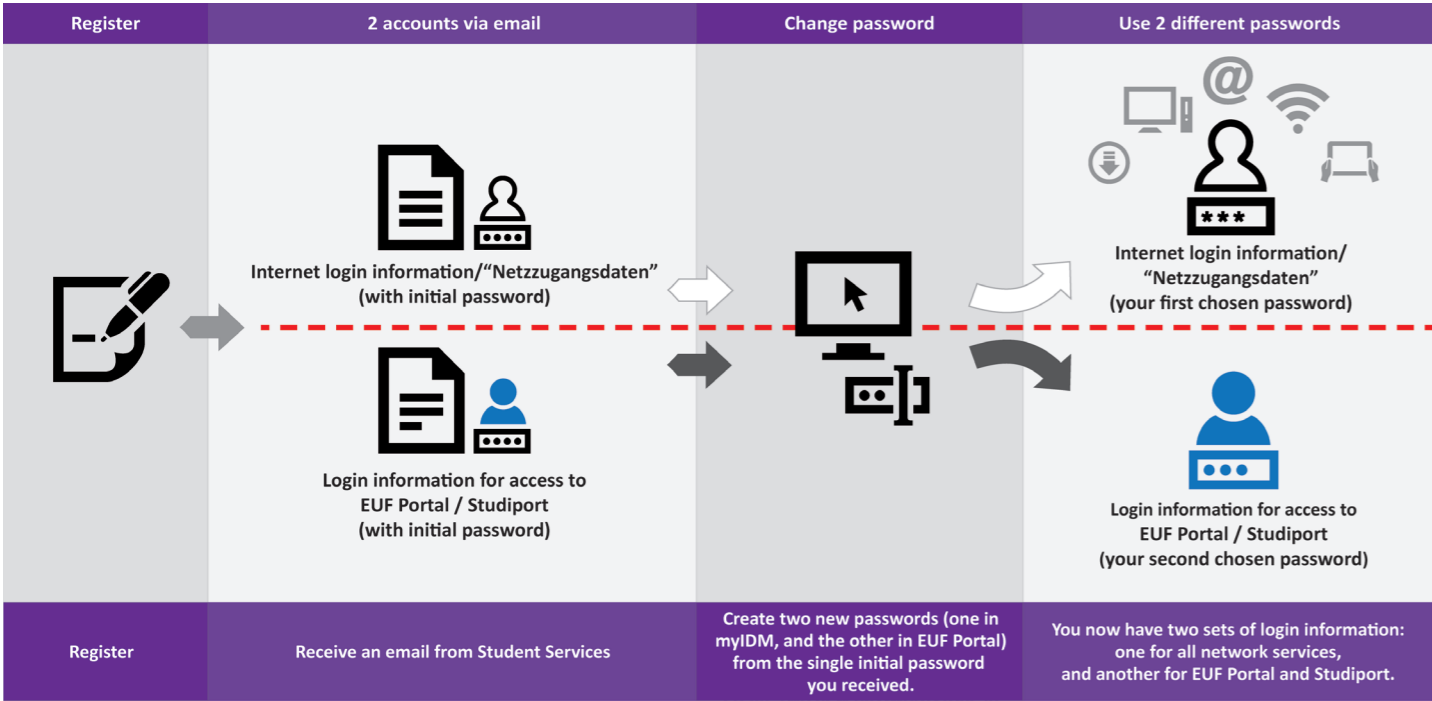 Register
2 accounts via email
Change password
Use 2 different passwords
@
Internet login information/“Netzzugangsdaten”
(with initial password)
Login information for access to
EUF Portal / Studiport
(with initial password)
***
Internet login information/
“Netzzugangsdaten”
(your first chosen password)
Login information for access to
EUF Portal / Studiport
(your second chosen password)
Register
Receive an email from Student Services
Create two new passwords (one in
myIDM, and the other in EUF Portal)
from the single initial password
you received.
You now have two sets of login information:
one for all network services,
and another for EUF Portal and Studiport.